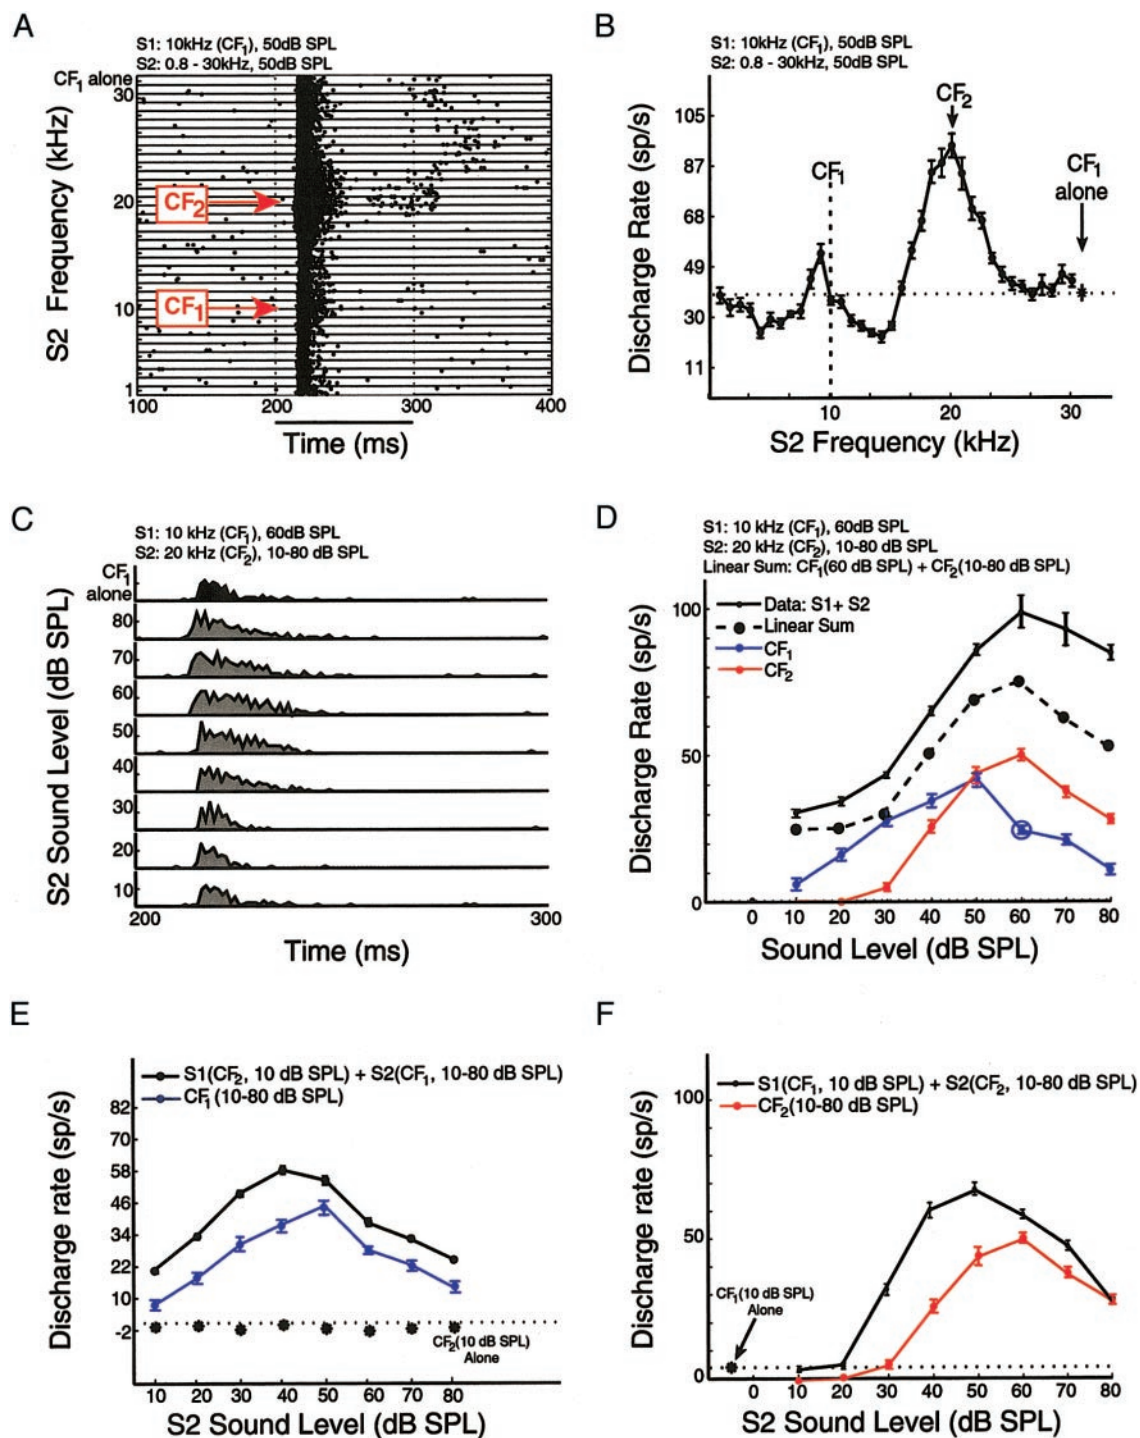 A
S1: 10kHz (CF1), 50dB SPL
S2: 0.8 - 30kHz, 50dB SPL
CF1 alone
30
20
10
1
S2 Frequency (kHz)
CF2
CF1
100 200 300 400
Time (ms)
B
S1: 10kHz (CF1), 50dB SPL
S2: 0.8 - 30kHz, 50dB SPL
105
87
68
49
30
11
Discharge Rate (sp/s)
CF1
CF2
CF1
alone
10 20 30
S2 Frequency (kHz)
C
S1: 10 kHz (CF1), 60dB SPL
S2: 20 kHz (CF2), 10-80 dB SPL
CF1
alone
80
70
60
50
40
30
20
10
S2 Sound Level (dB SPL)
200 300
Time (ms)
D
S1: 10 kHz (CF1), 60dB SPL
S2: 20 kHz (CF2), 10-80 dB SPL
Linear Sum: CF1(60 dB SPL) + CF2(10-80 dB SPL)
Data: S1+ S2
Linear Sum
CF1
CF2
100
50
0
Discharge Rate (sp/s)
0 10 20 30 40 50 60 70 80
Sound Level (dB SPL)
E
S1(CF2, 10 dB SPL) + S2(CF1, 10-80 dB SPL)
CF1 (10-80 dB SPL)
82
70
58
46
34
22
10
-2
Discharge rate (sp/s)
CF2(10 dB SPL)
Alone
10 20 30 40 50 60 70 80
S2 Sound Level (dB SPL)
F
S1(CF1, 10 dB SPL) + S2(CF2, 10-80 dB SPL)
CF2(10-80 dB SPL)
100
50
0
Discharge rate (sp/s)
CF1(10 dB SPL)
Alone
0 10 20 30 40 50 60 70 80
S2 Sound Level (dB SPL)